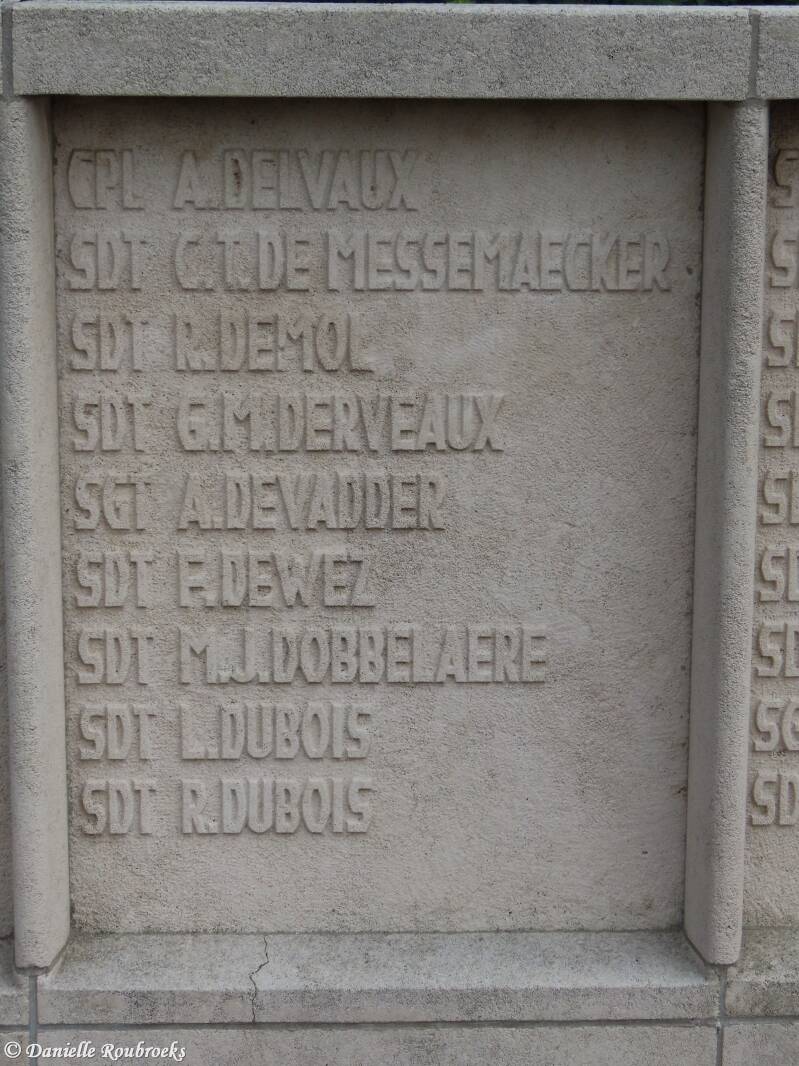 CPL A.DELVAUX
SDT C.T.DE MESSEMAECKER
SDT R.DEMOL
SDT G.M.DERVEAUX
SGT A.DEVADDER
SDT F.DEWEZ
SDT M.J.DOBBELAERE
SDT L.DUBOIS
SDT R.DUBOIS
© Danielle Roubroeks